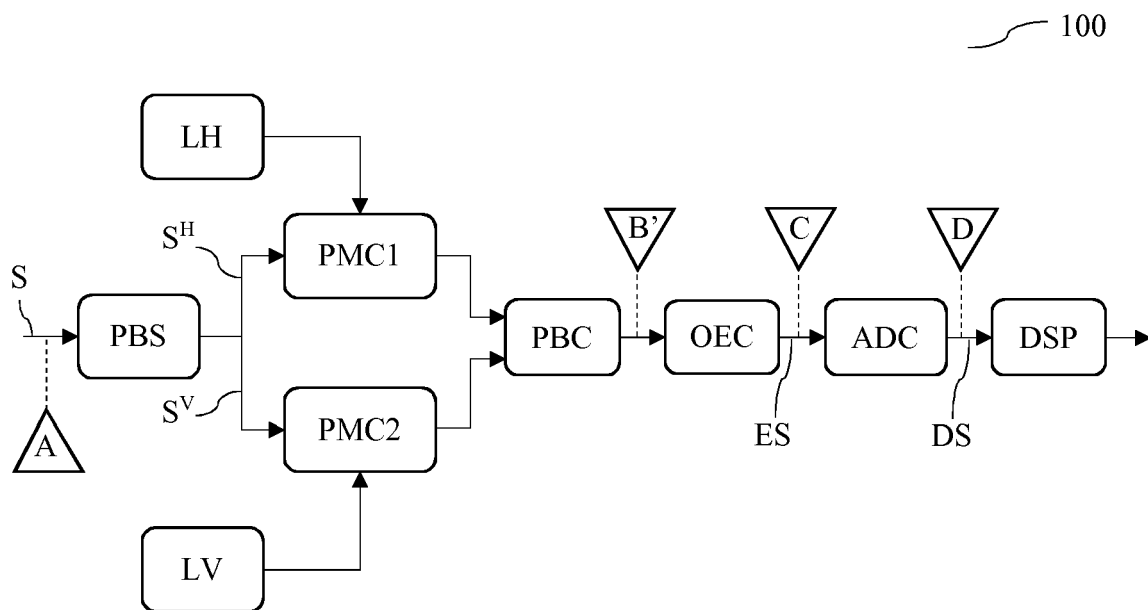 100
LH
S^H
PMC1
B’
C
D
S
PBS
PBC
OEC
ADC
DSP
S^V
PMC2
A
ES
DS
LV